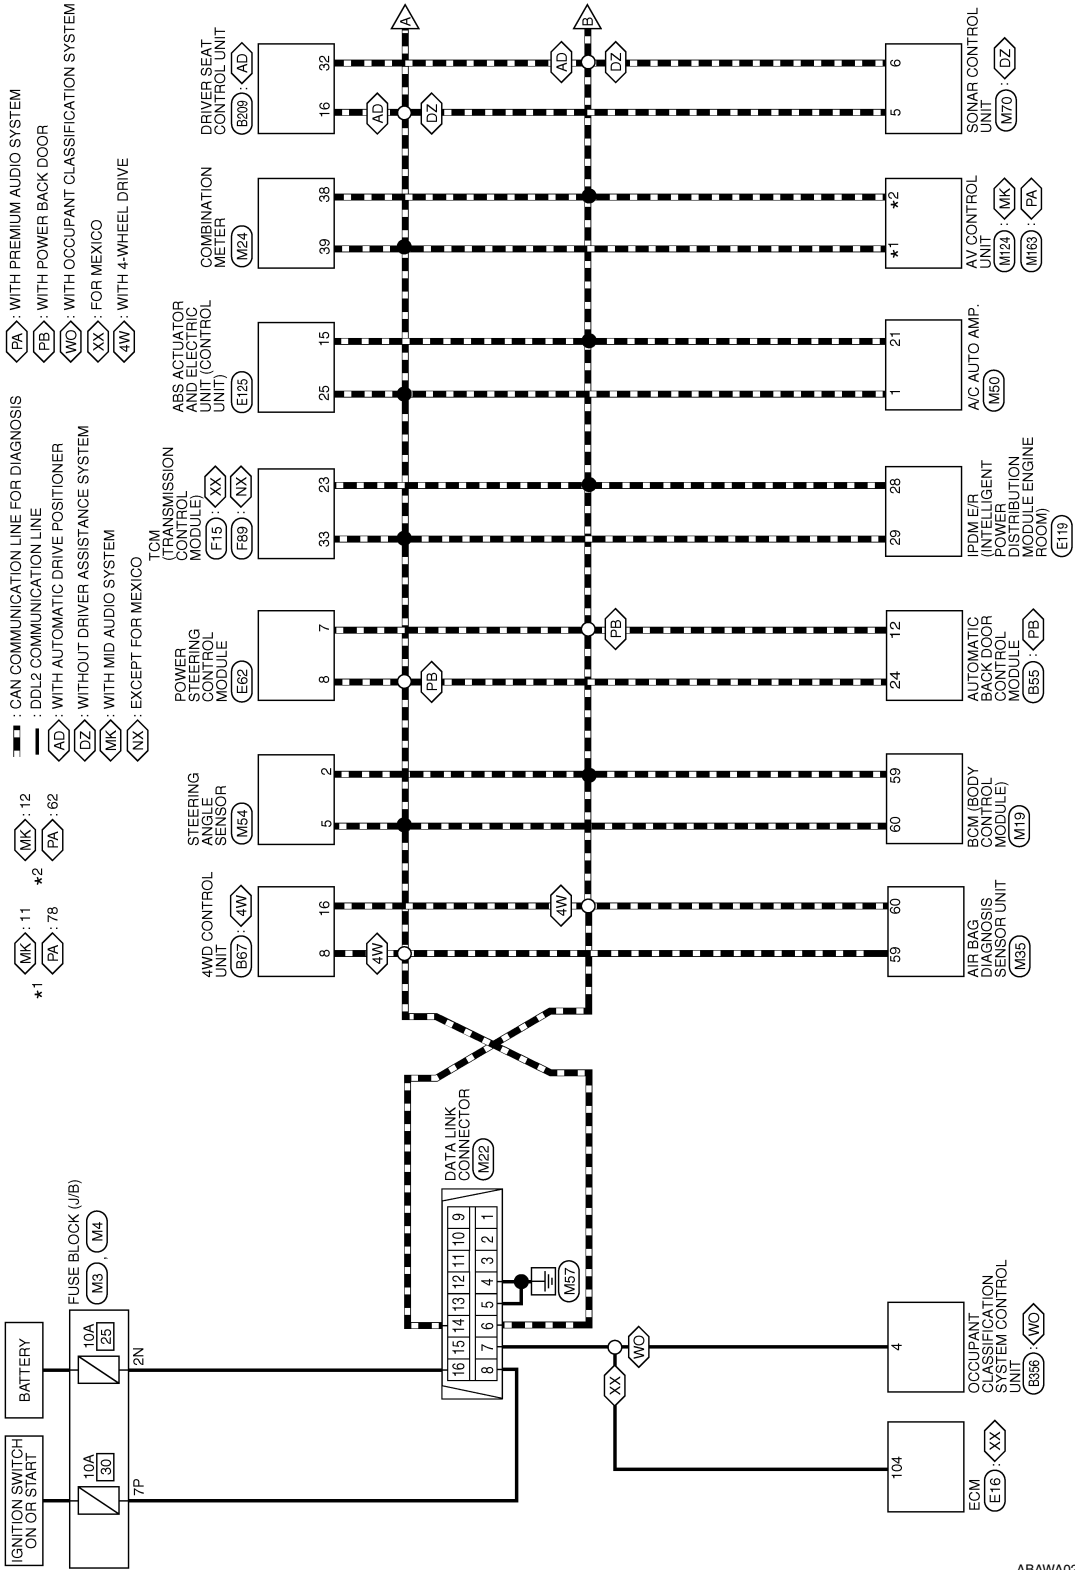 IGNITION SWITCH
ON OR START
BATTERY
FUSE BLOCK (J/B)
M3 , M4
10A
30
7P
10A
25
2N
*1 MK : 11
PA : 78
*2 MK : 12
PA : 62
: CAN COMMUNICATION LINE FOR DIAGNOSIS
: DDL2 COMMUNICATION LINE
AD : WITH AUTOMATIC DRIVE POSITIONER
DZ : WITHOUT DRIVER ASSISTANCE SYSTEM
MK : WITH MID AUDIO SYSTEM
NX : EXCEPT FOR MEXICO
PA : WITH PREMIUM AUDIO SYSTEM
PB : WITH POWER BACK DOOR
WO : WITH OCCUPANT CLASSIFICATION SYSTEM
XX : FOR MEXICO
4W : WITH 4-WHEEL DRIVE
4WD CONTROL
UNIT
B67 : 4W
8
16
STEERING
ANGLE
SENSOR
M54
5
2
POWER
STEERING
CONTROL
MODULE
E62
8
7
TCM
(TRANSMISSION
CONTROL
MODULE)
F15 : XX
F89 : NX
33
23
ABS ACTUATOR
AND ELECTRIC
UNIT (CONTROL
UNIT)
E125
25
15
COMBINATION
METER
M24
39
38
DRIVER SEAT
CONTROL UNIT
B209 : AD
16
32
4W
4W
PB
PB
AD
DZ
AD
DZ
A
B
DATA LINK
CONNECTOR
M22
16 15 14 13 12 11 10 9
8 7 6 5 4 3 2 1
M57
XX
WO
104
ECM
E16 : XX
4
OCCUPANT
CLASSIFICATION
SYSTEM CONTROL
UNIT
B356 : WO
59
60
AIR BAG
DIAGNOSIS
SENSOR UNIT
M35
60
59
BCM (BODY
CONTROL
MODULE)
M19
24
12
AUTOMATIC
BACK DOOR
CONTROL
MODULE
B55 : PB
29
28
IPDM E/R
(INTELLIGENT
POWER
DISTRIBUTION
MODULE ENGINE
ROOM)
E119
1
21
A/C AUTO AMP.
M50
*1
*2
AV CONTROL
UNIT
M124 : MK
M163 : PA
5
6
SONAR CONTROL
UNIT
M70 : DZ